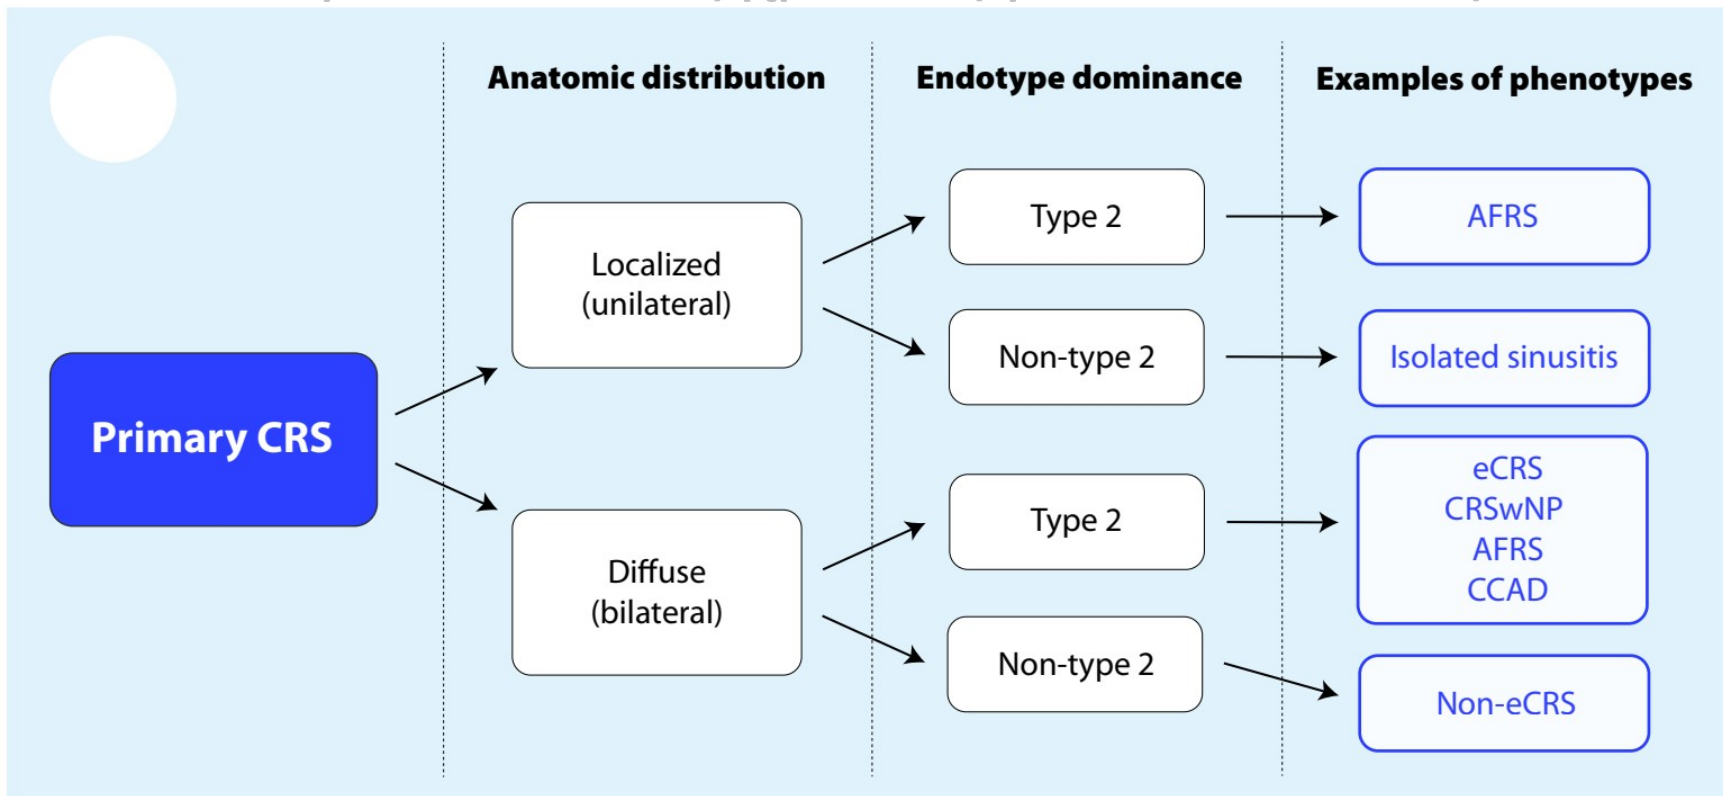 Anatomic distribution
Endotype dominance
Examples of phenotypes
Primary CRS
Localized
(unilateral)
Type 2
AFRS
Non-type 2
Isolated sinusitis
Diffuse
(bilateral)
Type 2
eCRS
CRSwNP
AFRS
CCAD
Non-type 2
Non-eCRS